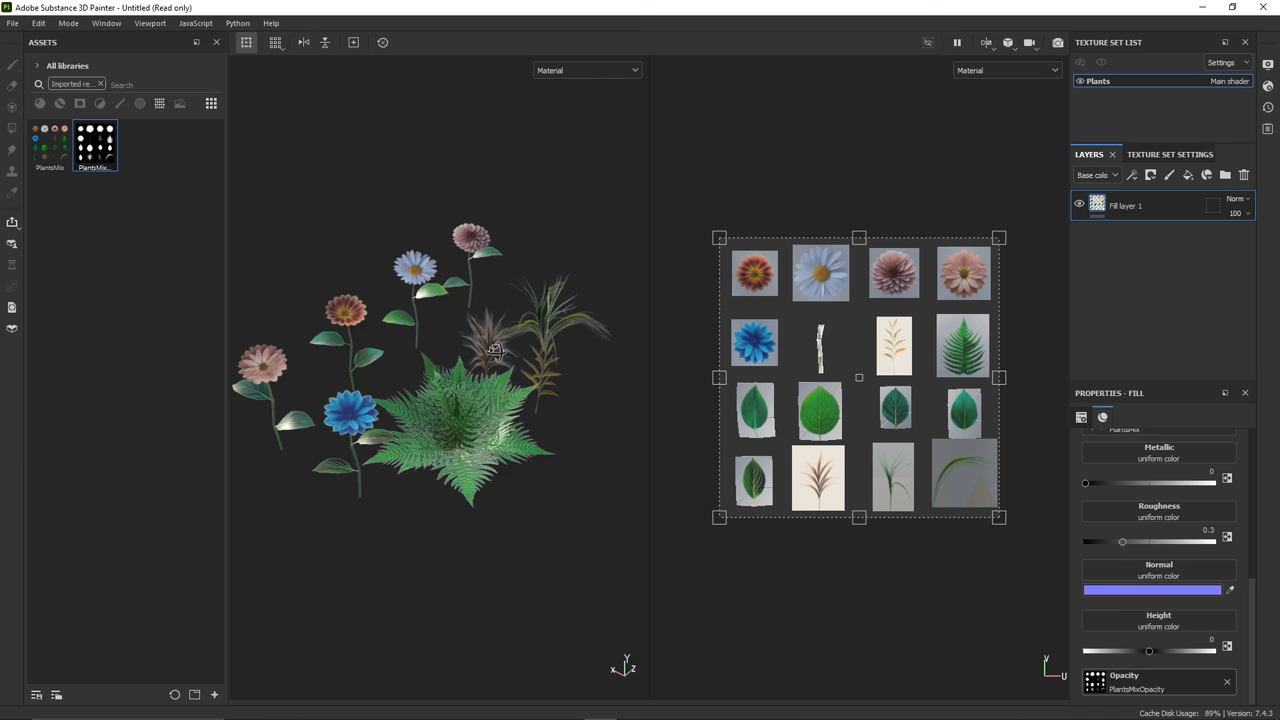 Adobe Substance 3D Painter - Untitled (Read only)
File Edit Mode Window Viewport JavaScript Python Help
ASSETS
All libraries
Imported re... Search
PlantsMix
PlantsMix...
Material
Material
X Y Z
V U
TEXTURE SET LIST
Settings
Plants Main shader
LAYERS TEXTURE SET SETTINGS
Base colo
Fill layer 1 Norm
100
PROPERTIES - FILL
PlantsMix
Metallic
uniform color
0
Roughness
uniform color
0.3
Normal
uniform color
Height
uniform color
0
Opacity
PlantsMixOpacity
Cache Disk Usage: 89% | Version: 7.4.3